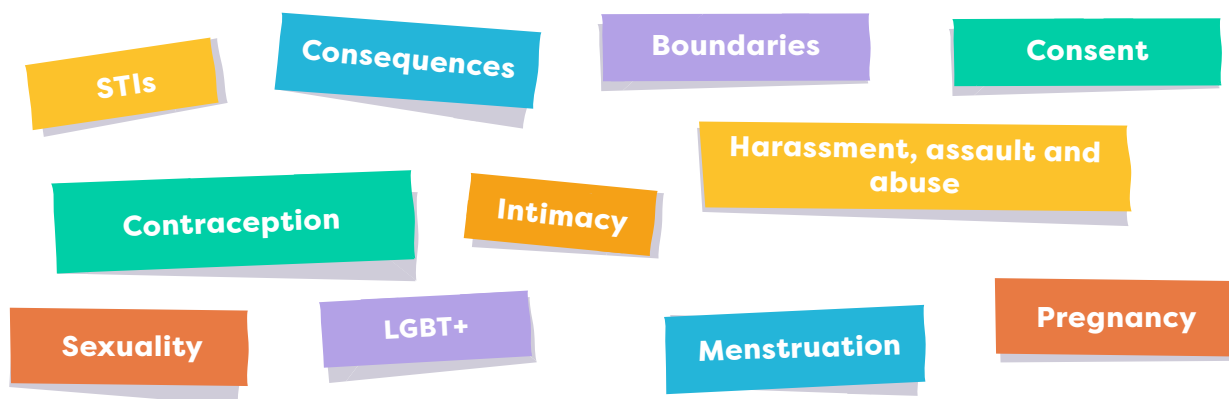 STIs
Consequences
Boundaries
Consent
Harassment, assault and
abuse
Contraception
Intimacy
Sexuality
LGBT+
Menstruation
Pregnancy